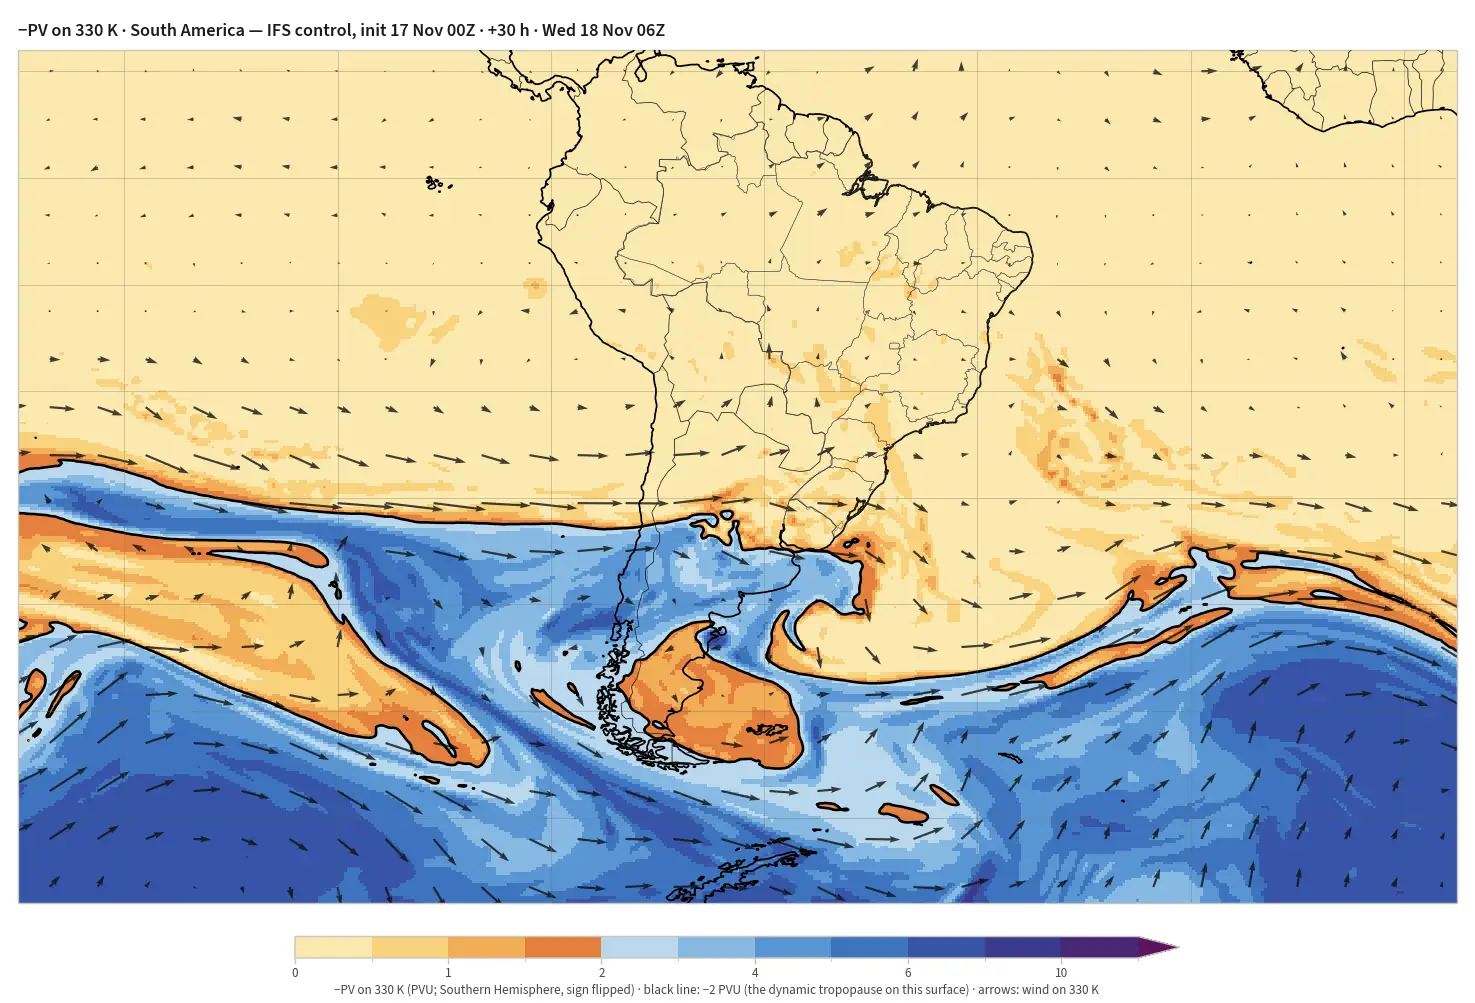 −PV on 330 K · South America — IFS control, init 17 Nov 00Z · +30 h · Wed 18 Nov 06Z
0 1 2 4 6 10
−PV on 330 K (PVU; Southern Hemisphere, sign flipped) · black line: −2 PVU (the dynamic tropopause on this surface) · arrows: wind on 330 K